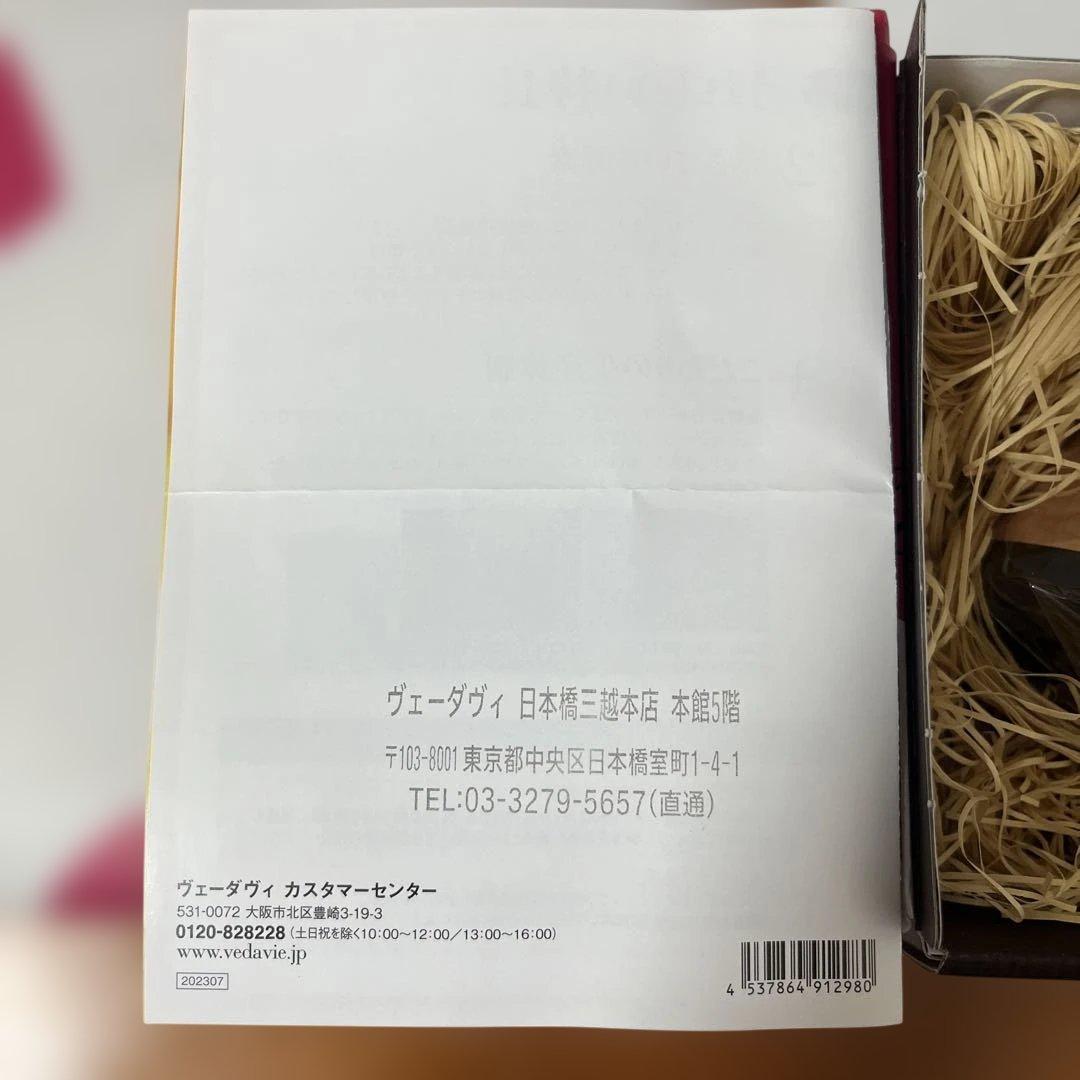 ヴェーダヴィ 日本橋三越本店 本館5階
〒103-8001 東京都中央区日本橋室町1-4-1
TEL:03-3279-5657(直通)
ヴェーダヴィ カスタマーセンター
531-0072 大阪市北区豊崎3-19-3
0120-828228 (土日祝を除く10:00〜12:00/13:00〜16:00)
www.vedavie.jp
202307
4 537864 912980